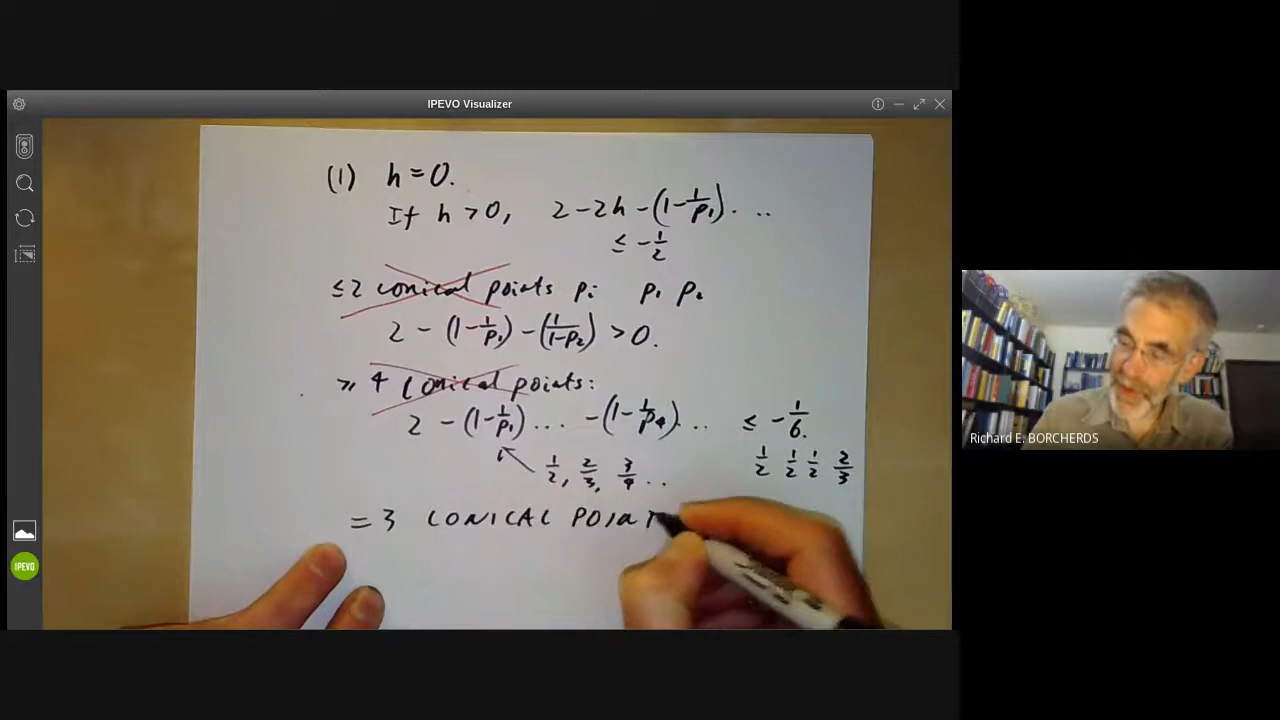 IPEVO Visualizer
(1) h = 0.
If h > 0, 2 - 2h - (1 - 1/p₁) . ..
≤ - 1/2
≤ 2 conical points pᵢ p₁ p₂
2 - (1 - 1/p₁) - (1/(1-p₂)) > 0.
≥ 4 conical points:
2 - (1 - 1/p₁) ... - (1 - 1/p₄) . .. ≤ - 1/6.
1/2, 2/3, 3/4 ..
1/2 1/2 1/2 2/3
= 3 CONICAL POINT
Richard E. BORCHERDS
IPEVO